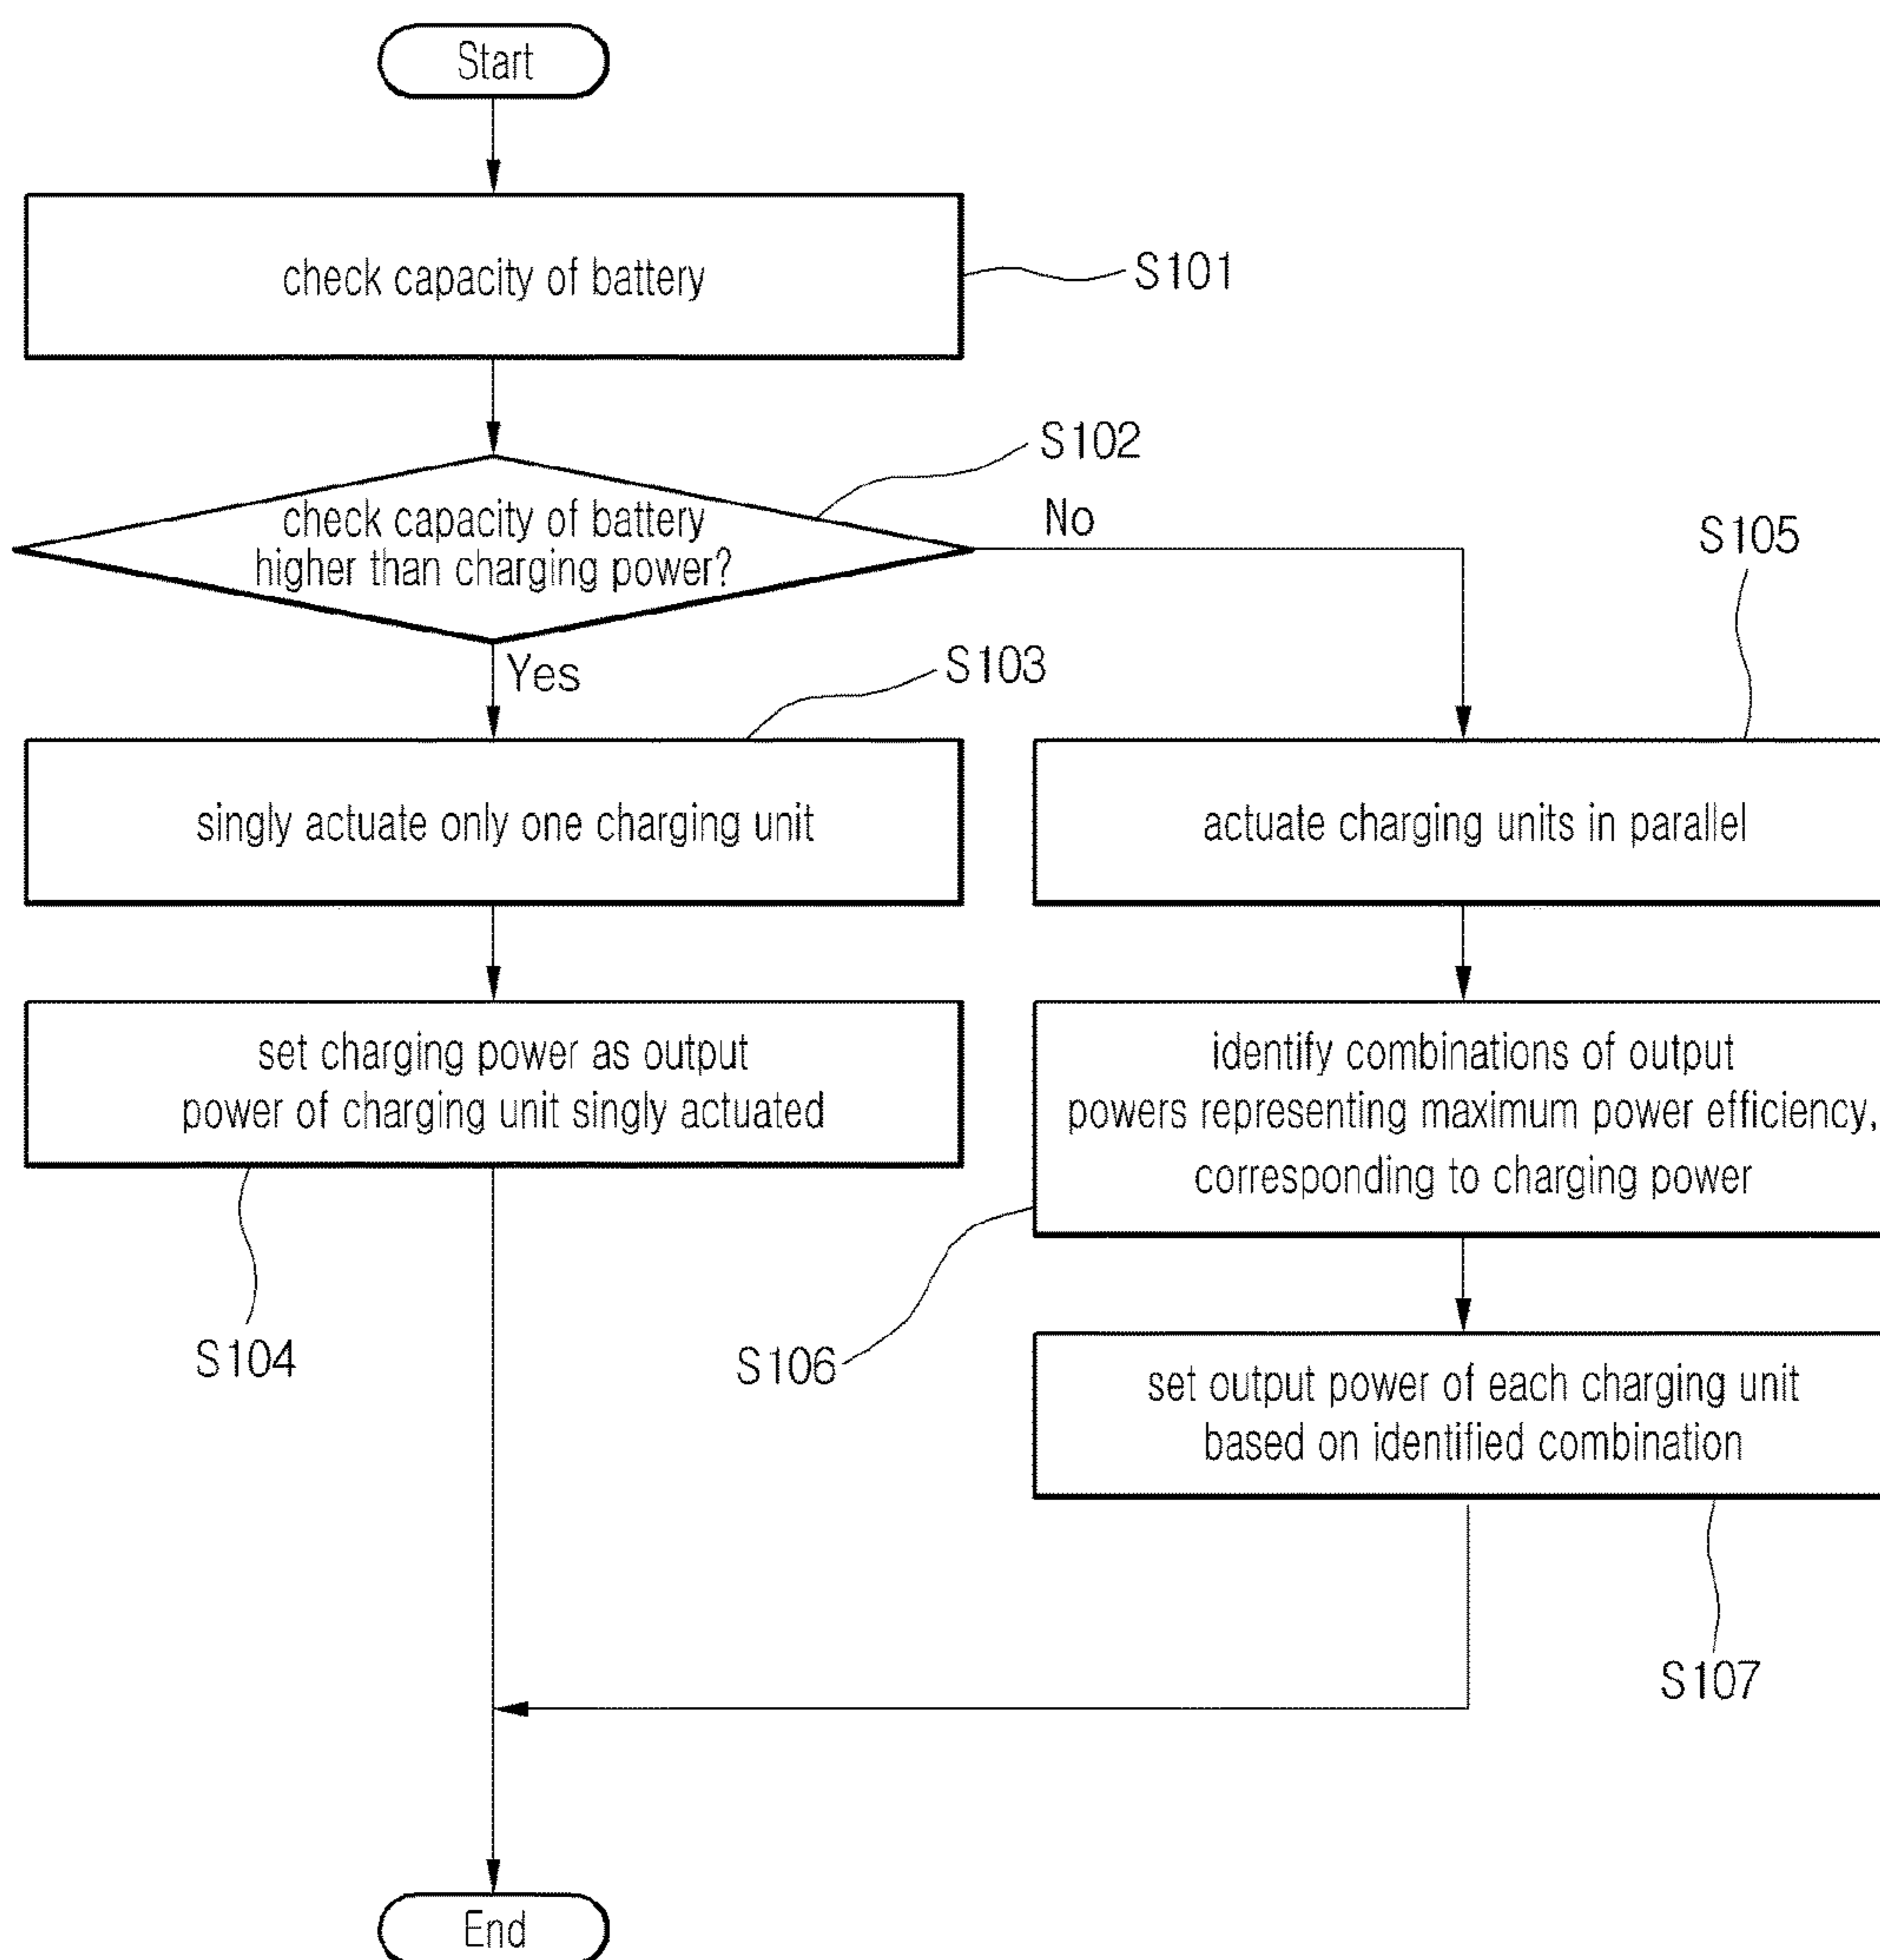 Start
check capacity of battery
S101
S102
check capacity of battery
higher than charging power?
No
Yes
S103
S105
singly actuate only one charging unit
actuate charging units in parallel
set charging power as output
power of charging unit singly actuated
S104
identify combinations of output
powers representing maximum power efficiency,
corresponding to charging power
S106
set output power of each charging unit
based on identified combination
S107
End